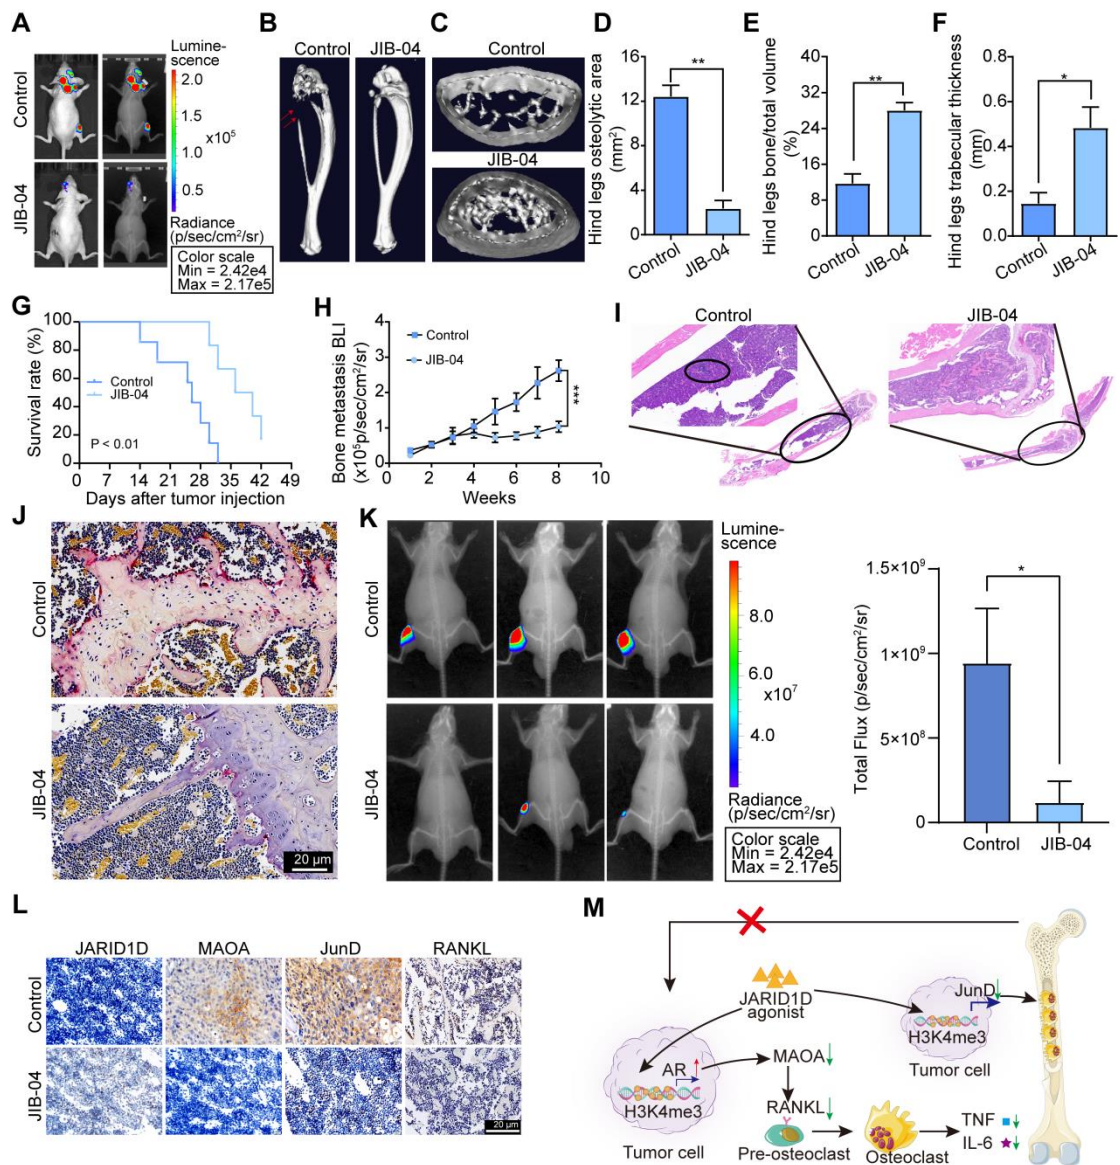 A
Control
JIB-04
Lumine-
scence
2.0
1.5
x10⁵
1.0
0.5
Radiance
(p/sec/cm²/sr)
Color scale
Min = 2.42e4
Max = 2.17e5
B
Control
JIB-04
C
Control
JIB-04
D
Hind legs osteolytic area
(mm²)
16
12
8
4
0
**
Control
JIB-04
E
Hind legs bone/total volume
(%)
36
27
18
9
0
**
Control
JIB-04
F
Hind legs trabecular thickness
(mm)
0.8
0.6
0.4
0.2
0.0
*
Control
JIB-04
G
Survival rate (%)
100
80
60
40
20
0
Control
JIB-04
P < 0.01
0 7 14 21 28 35 42 49
Days after tumor injection
H
Bone metastasis BLI
(x10⁵p/sec/cm²/sr)
4
3
2
1
0
Control
JIB-04
***
0 2 4 6 8 10
Weeks
I
Control
JIB-04
J
Control
JIB-04
20 μm
K
Control
JIB-04
Lumine-
scence
8.0
6.0
x10⁷
4.0
Radiance
(p/sec/cm²/sr)
Color scale
Min = 2.42e4
Max = 2.17e5
Total Flux (p/sec/cm²/sr)
1.5×10⁹
1×10⁹
5×10⁸
0
*
Control
JIB-04
L
JARID1D
MAOA
JunD
RANKL
Control
JIB-04
20 μm
M
JARID1D
agonist
JunD
H3K4me3
Tumor cell
AR
H3K4me3
Tumor cell
MAOA
RANKL
Pre-osteoclast
Osteoclast
TNF
IL-6